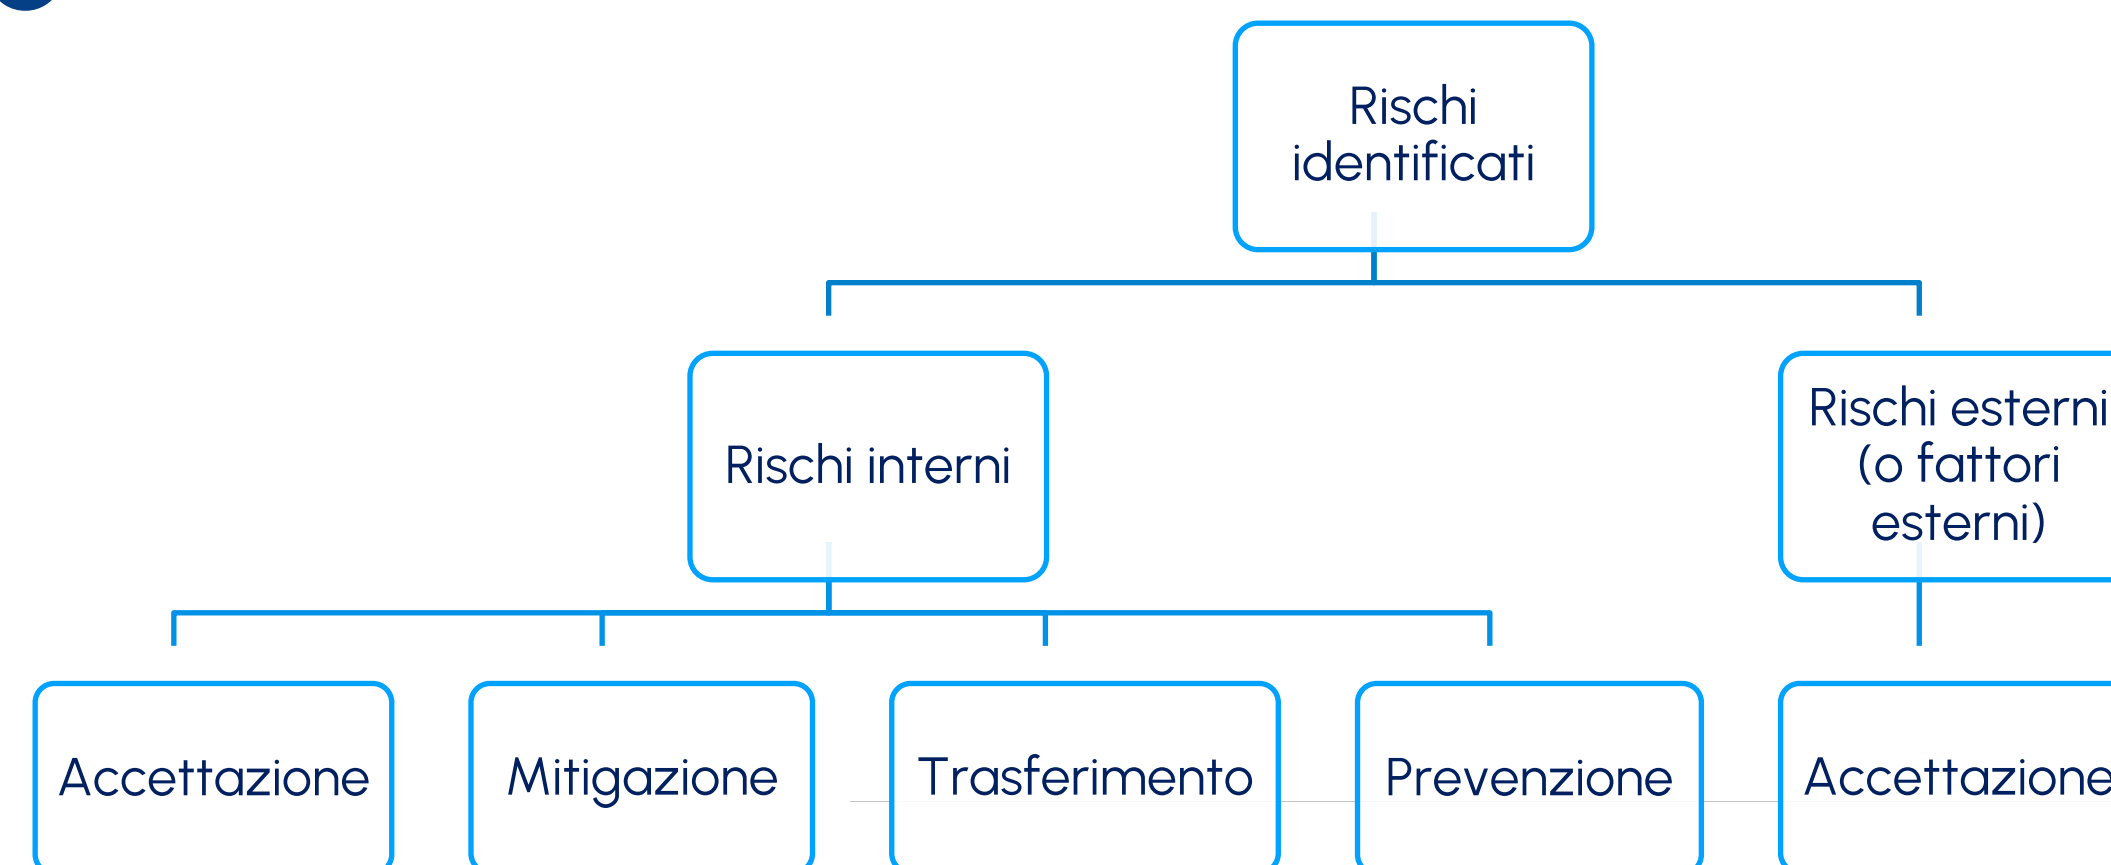 Rischi
identificati
Rischi interni
Rischi esterni
(o fattori
esterni)
Accettazione
Mitigazione
Trasferimento
Prevenzione
Accettazione